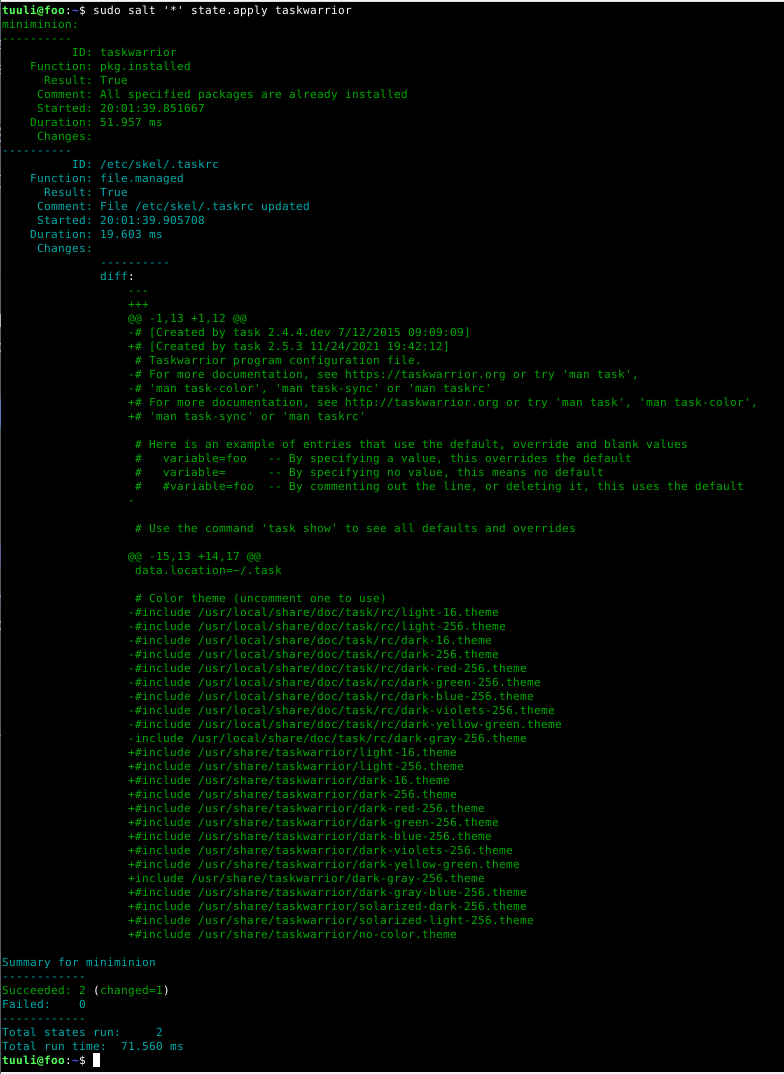 tuuli@foo:~$ sudo salt '*' state.apply taskwarrior
miniminion:
----------
          ID: taskwarrior
    Function: pkg.installed
      Result: True
     Comment: All specified packages are already installed
     Started: 20:01:39.851667
    Duration: 51.957 ms
     Changes:
----------
          ID: /etc/skel/.taskrc
    Function: file.managed
      Result: True
     Comment: File /etc/skel/.taskrc updated
     Started: 20:01:39.905708
    Duration: 19.603 ms
     Changes:
              ----------
              diff:
                  ---
                  +++
                  @@ -1,13 +1,12 @@
                  -# [Created by task 2.4.4.dev 7/12/2015 09:09:09]
                  +# [Created by task 2.5.3 11/24/2021 19:42:12]
                   # Taskwarrior program configuration file.
                  -# For more documentation, see https://taskwarrior.org or try 'man task',
                  -# 'man task-color', 'man task-sync' or 'man taskrc'
                  +# For more documentation, see http://taskwarrior.org or try 'man task', 'man task-color',
                  +# 'man task-sync' or 'man taskrc'

                   # Here is an example of entries that use the default, override and blank values
                   #   variable=foo   -- By specifying a value, this overrides the default
                   #   variable=      -- By specifying no value, this means no default
                   #   #variable=foo  -- By commenting out the line, or deleting it, this uses the default
                  -

                   # Use the command 'task show' to see all defaults and overrides

                  @@ -15,13 +14,17 @@
                   data.location=~/.task

                   # Color theme (uncomment one to use)
                  -#include /usr/local/share/doc/task/rc/light-16.theme
                  -#include /usr/local/share/doc/task/rc/light-256.theme
                  -#include /usr/local/share/doc/task/rc/dark-16.theme
                  -#include /usr/local/share/doc/task/rc/dark-256.theme
                  -#include /usr/local/share/doc/task/rc/dark-red-256.theme
                  -#include /usr/local/share/doc/task/rc/dark-green-256.theme
                  -#include /usr/local/share/doc/task/rc/dark-blue-256.theme
                  -#include /usr/local/share/doc/task/rc/dark-violets-256.theme
                  -#include /usr/local/share/doc/task/rc/dark-yellow-green.theme
                  -include /usr/local/share/doc/task/rc/dark-gray-256.theme
                  +#include /usr/share/taskwarrior/light-16.theme
                  +#include /usr/share/taskwarrior/light-256.theme
                  +#include /usr/share/taskwarrior/dark-16.theme
                  +#include /usr/share/taskwarrior/dark-256.theme
                  +#include /usr/share/taskwarrior/dark-red-256.theme
                  +#include /usr/share/taskwarrior/dark-green-256.theme
                  +#include /usr/share/taskwarrior/dark-blue-256.theme
                  +#include /usr/share/taskwarrior/dark-violets-256.theme
                  +#include /usr/share/taskwarrior/dark-yellow-green.theme
                  +include /usr/share/taskwarrior/dark-gray-256.theme
                  +#include /usr/share/taskwarrior/dark-gray-blue-256.theme
                  +#include /usr/share/taskwarrior/solarized-dark-256.theme
                  +#include /usr/share/taskwarrior/solarized-light-256.theme
                  +#include /usr/share/taskwarrior/no-color.theme

Summary for miniminion
------------
Succeeded: 2 (changed=1)
Failed:    0
------------
Total states run:     2
Total run time:  71.560 ms
tuuli@foo:~$